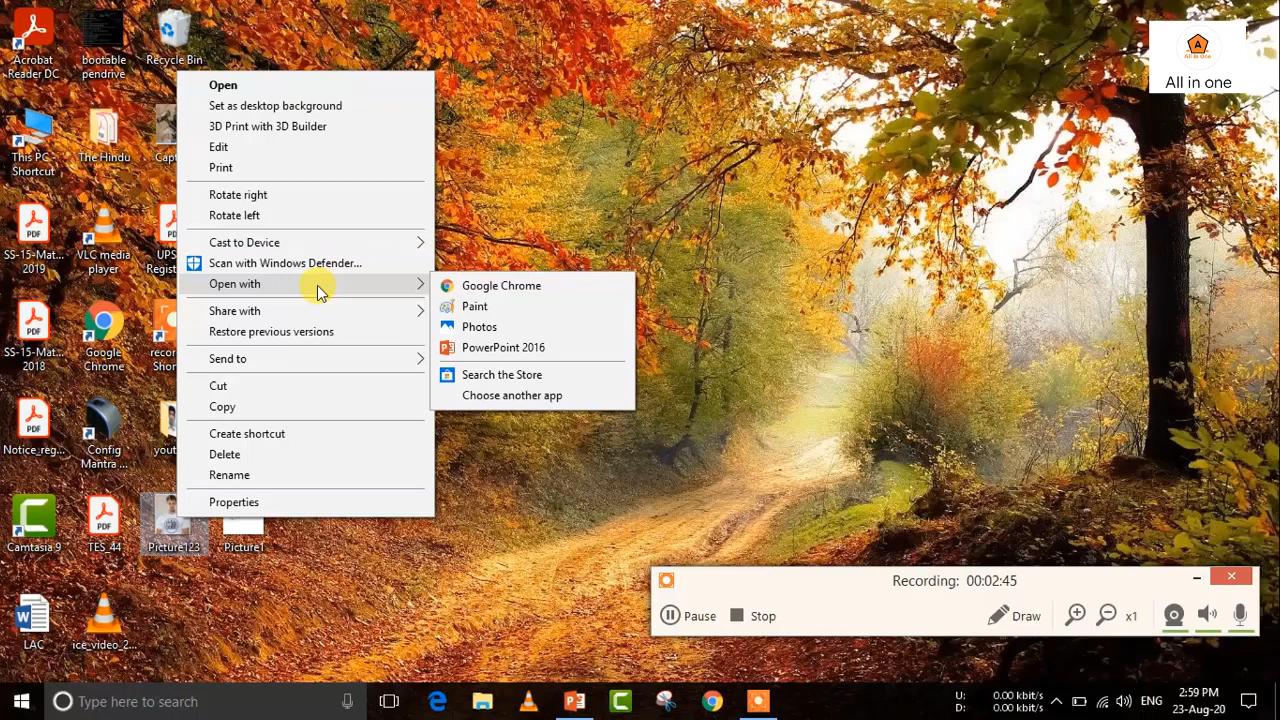 Acrobat
Reader DC
bootable
pendrive
Recycle Bin
A
All in One
All in one
This PC -
Shortcut
The Hindu
Capt
SS-15-Mat...
2019
VLC media
player
UPS
Regist
SS-15-Mat...
2018
Google
Chrome
recor
Shor
Notice_reg...
Config
Mantra ...
yout
Camtasia 9
TES_44
Picture123
Picture1
LAC
ice_video_2...
Open
Set as desktop background
3D Print with 3D Builder
Edit
Print
Rotate right
Rotate left
Cast to Device
Scan with Windows Defender...
Open with
Share with
Restore previous versions
Send to
Cut
Copy
Create shortcut
Delete
Rename
Properties
Google Chrome
Paint
Photos
PowerPoint 2016
Search the Store
Choose another app
Recording: 00:02:45
Pause
Stop
Draw
x1
Type here to search
U: 0.00 kbit/s
D: 0.00 kbit/s
ENG
2:59 PM
23-Aug-20